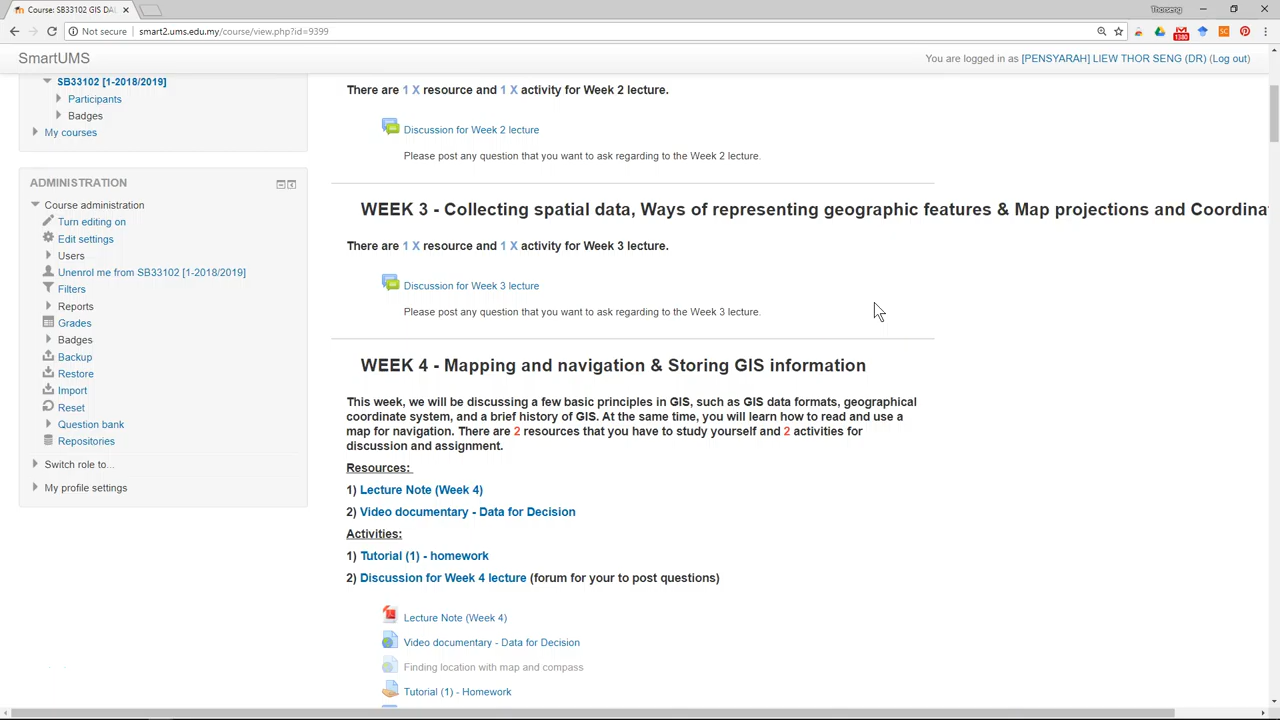 Course: SB33102 GIS DA
Thorseng
Not secure
smart2.ums.edu.my/course/view.php?id=9399
1380
SC
SmartUMS
You are logged in as [PENSYARAH] LIEW THOR SENG (DR) (Log out)
SB33102 [1-2018/2019]
Participants
Badges
My courses
ADMINISTRATION
Course administration
Turn editing on
Edit settings
Users
Unenrol me from SB33102 [1-2018/2019]
Filters
Reports
Grades
Badges
Backup
Restore
Import
Reset
Question bank
Repositories
Switch role to...
My profile settings
There are 1 X resource and 1 X activity for Week 2 lecture.
Discussion for Week 2 lecture
Please post any question that you want to ask regarding to the Week 2 lecture.
WEEK 3 - Collecting spatial data, Ways of representing geographic features & Map projections and Coordina
There are 1 X resource and 1 X activity for Week 3 lecture.
Discussion for Week 3 lecture
Please post any question that you want to ask regarding to the Week 3 lecture.
WEEK 4 - Mapping and navigation & Storing GIS information
This week, we will be discussing a few basic principles in GIS, such as GIS data formats, geographical
coordinate system, and a brief history of GIS. At the same time, you will learn how to read and use a
map for navigation. There are 2 resources that you have to study yourself and 2 activities for
discussion and assignment.
Resources:
1) Lecture Note (Week 4)
2) Video documentary - Data for Decision
Activities:
1) Tutorial (1) - homework
2) Discussion for Week 4 lecture (forum for your to post questions)
Lecture Note (Week 4)
Video documentary - Data for Decision
Finding location with map and compass
Tutorial (1) - Homework